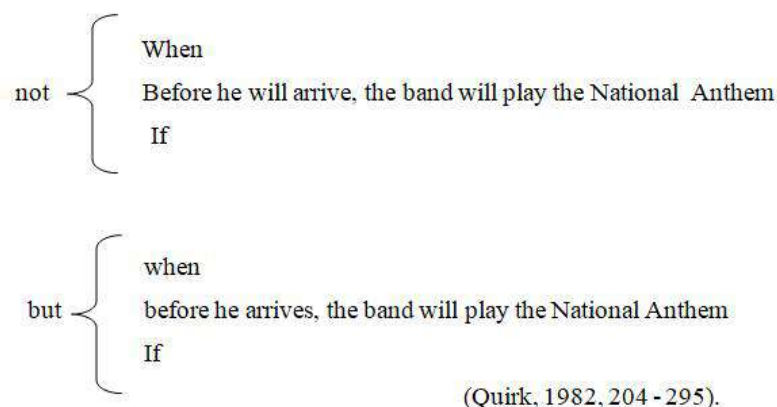 When
not Before he will arrive, the band will play the National Anthem
If
when
but before he arrives, the band will play the National Anthem
If
(Quirk, 1982, 204 - 295).